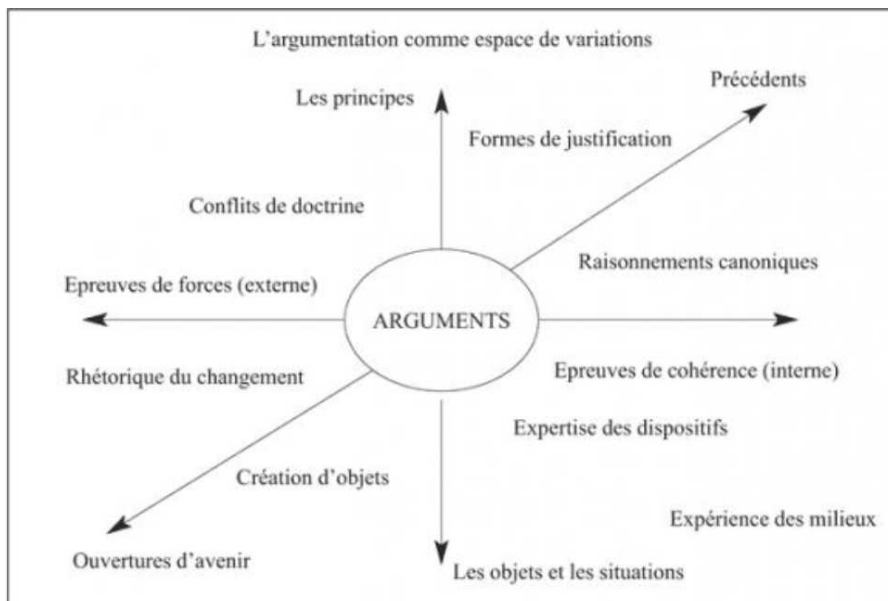 L’argumentation comme espace de variations
Précédents
Les principes
Formes de justification
Conflits de doctrine
Raisonnements canoniques
Epreuves de forces (externe)
ARGUMENTS
Epreuves de cohérence (interne)
Rhétorique du changement
Expertise des dispositifs
Création d’objets
Expérience des milieux
Ouvertures d’avenir
Les objets et les situations